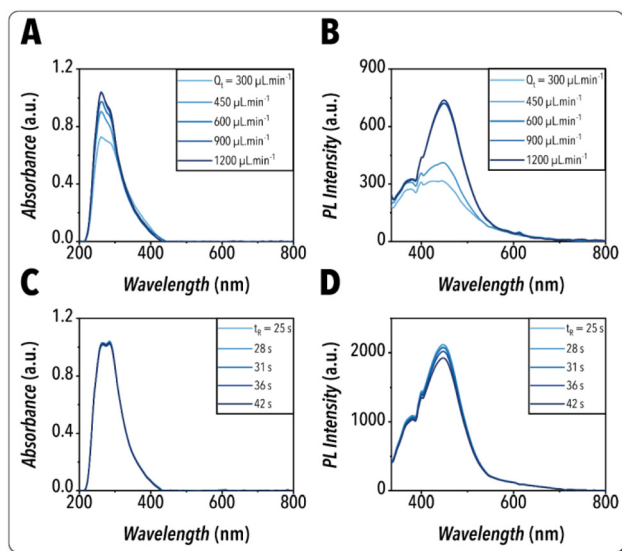 A
1.2
0.8
0.4
0.0
200 400 600 800
Absorbance (a.u.)
Wavelength (nm)
Qt = 300 µL.min-1
450 µL.min-1
600 µL.min-1
900 µL.min-1
1200 µL.min-1
B
900
600
300
0
400 600 800
PL Intensity (a.u.)
Wavelength (nm)
Qt = 300 µL.min-1
450 µL.min-1
600 µL.min-1
900 µL.min-1
1200 µL.min-1
C
1.2
0.8
0.4
0.0
200 400 600 800
Absorbance (a.u.)
Wavelength (nm)
tR = 25 s
28 s
31 s
36 s
42 s
D
2000
1000
0
400 600 800
PL Intensity (a.u.)
Wavelength (nm)
tR = 25 s
28 s
31 s
36 s
42 s